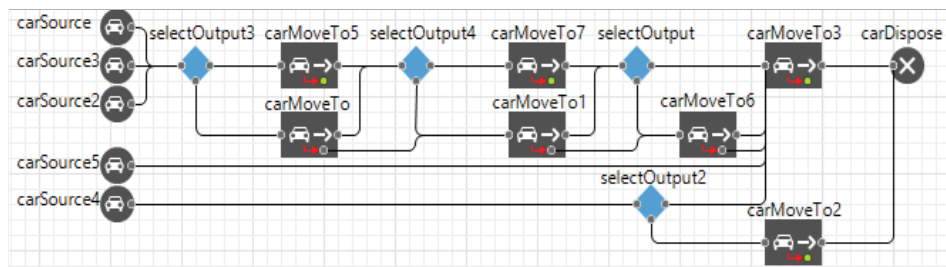 carSource
selectOutput3
carMoveTo5
selectOutput4
carMoveTo7
selectOutput
carMoveTo3
carDispose
carSource3
carSource2
carMoveTo
carMoveTo1
carMoveTo6
carSource5
selectOutput2
carSource4
carMoveTo2